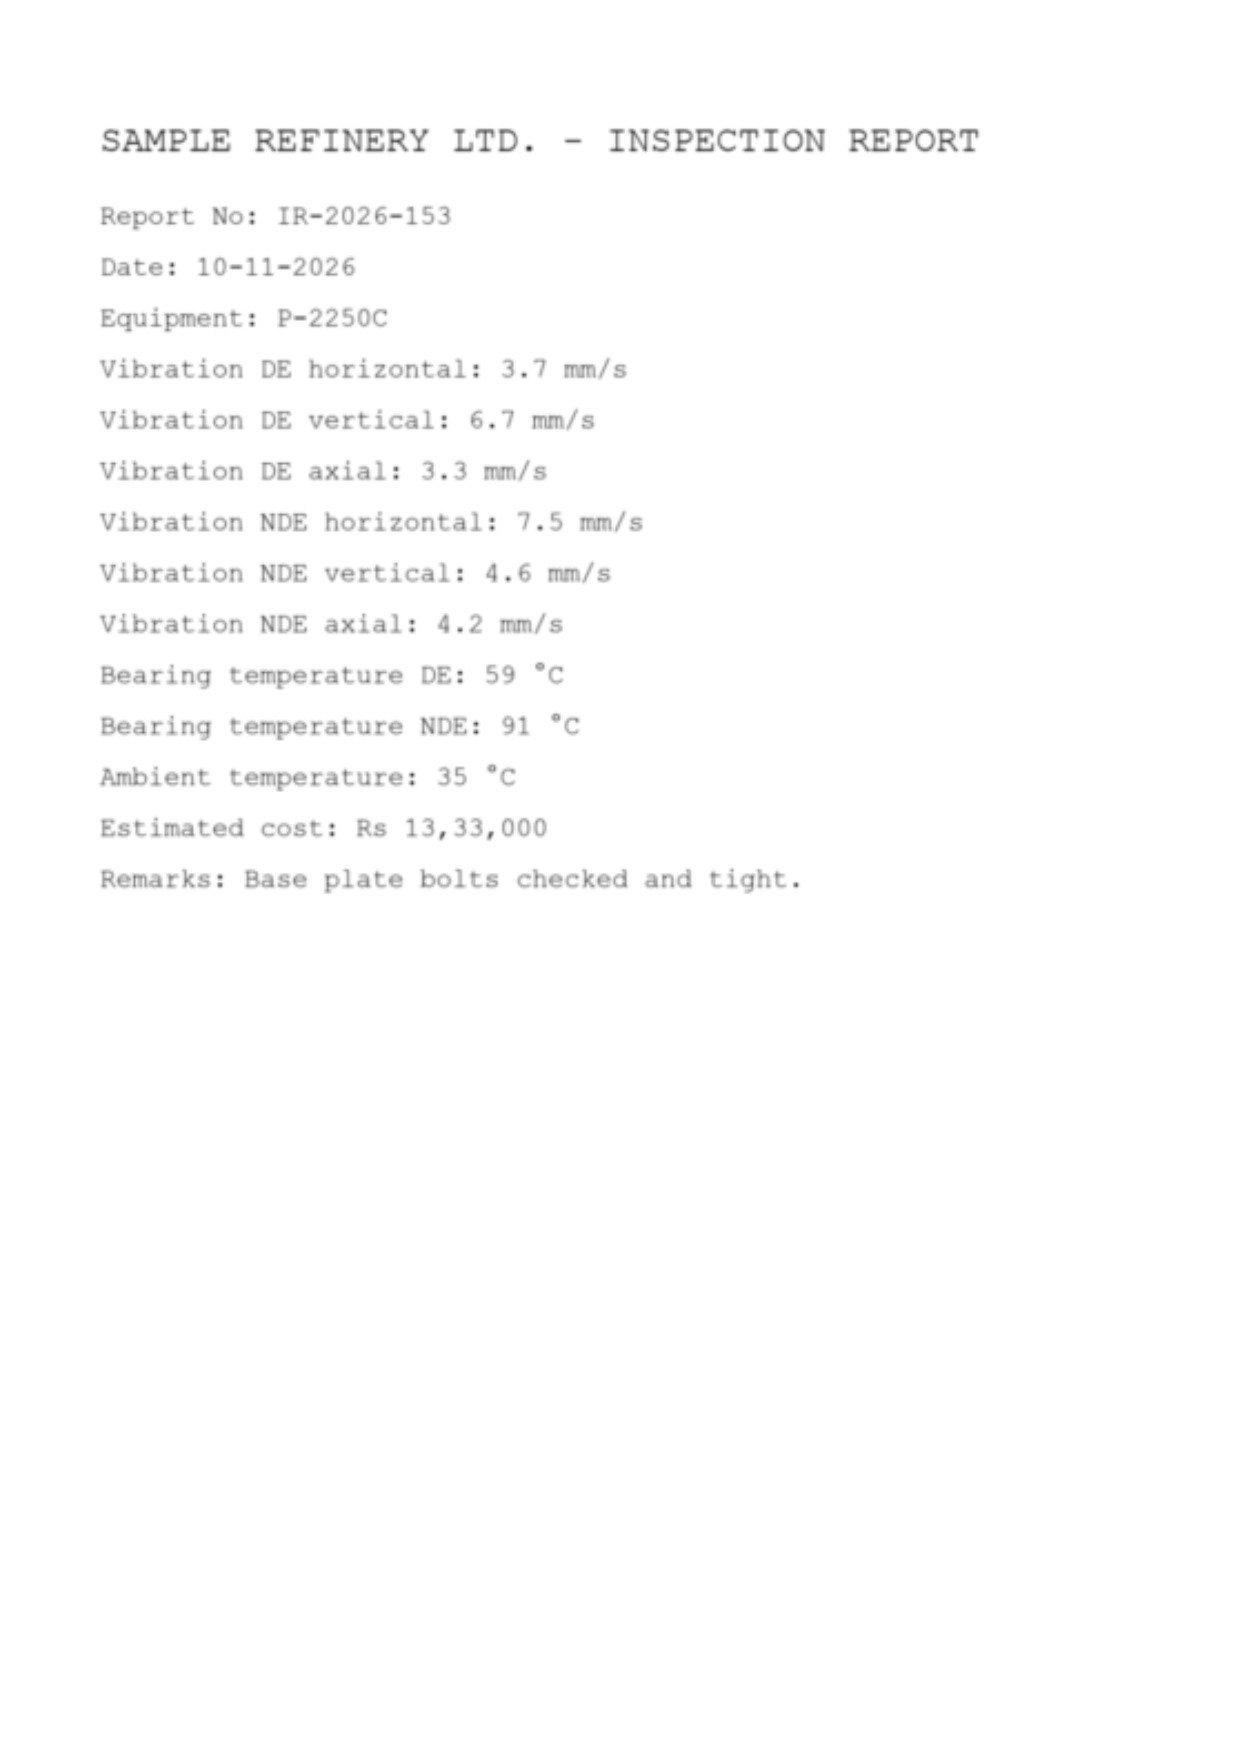 SAMPLE REFINERY LTD. - INSPECTION REPORT
Report No: IR-2026-153
Date: 10-11-2026
Equipment: P-2250C
Vibration DE horizontal: 3.7 mm/s
Vibration DE vertical: 6.7 mm/s
Vibration DE axial: 3.3 mm/s
Vibration NDE horizontal: 7.5 mm/s
Vibration NDE vertical: 4.6 mm/s
Vibration NDE axial: 4.2 mm/s
Bearing temperature DE: 59 °C
Bearing temperature NDE: 91 °C
Ambient temperature: 35 °C
Estimated cost: Rs 13,33,000
Remarks: Base plate bolts checked and tight.